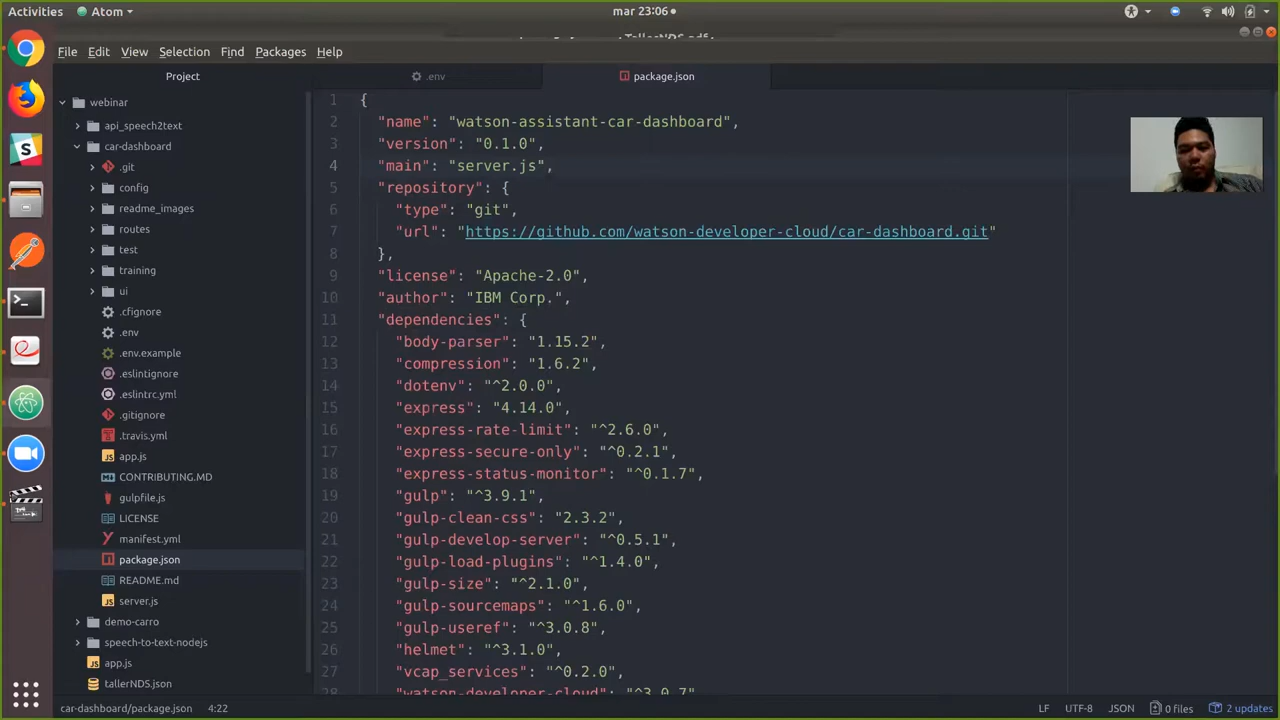 Activities
Atom
mar 23:06
TallerNDS.pdf
File Edit View Selection Find Packages Help
Project
.env
package.json
webinar
api_speech2text
car-dashboard
.git
config
readme_images
routes
test
training
ui
.cfignore
.env
.env.example
.eslintignore
.eslintrc.yml
.gitignore
.travis.yml
app.js
CONTRIBUTING.MD
gulpfile.js
LICENSE
manifest.yml
package.json
README.md
server.js
demo-carro
speech-to-text-nodejs
app.js
tallerNDS.json
1 {
2 "name": "watson-assistant-car-dashboard",
3 "version": "0.1.0",
4 "main": "server.js",
5 "repository": {
6 "type": "git",
7 "url": "https://github.com/watson-developer-cloud/car-dashboard.git"
8 },
9 "license": "Apache-2.0",
10 "author": "IBM Corp.",
11 "dependencies": {
12 "body-parser": "1.15.2",
13 "compression": "1.6.2",
14 "dotenv": "^2.0.0",
15 "express": "4.14.0",
16 "express-rate-limit": "^2.6.0",
17 "express-secure-only": "^0.2.1",
18 "express-status-monitor": "^0.1.7",
19 "gulp": "^3.9.1",
20 "gulp-clean-css": "2.3.2",
21 "gulp-develop-server": "^0.5.1",
22 "gulp-load-plugins": "^1.4.0",
23 "gulp-size": "^2.1.0",
24 "gulp-sourcemaps": "^1.6.0",
25 "gulp-useref": "^3.0.8",
26 "helmet": "^3.1.0",
27 "vcap_services": "^0.2.0",
28 "watson-developer-cloud": "^3.0.7",
car-dashboard/package.json 4:22
LF UTF-8 JSON 0 files 2 updates